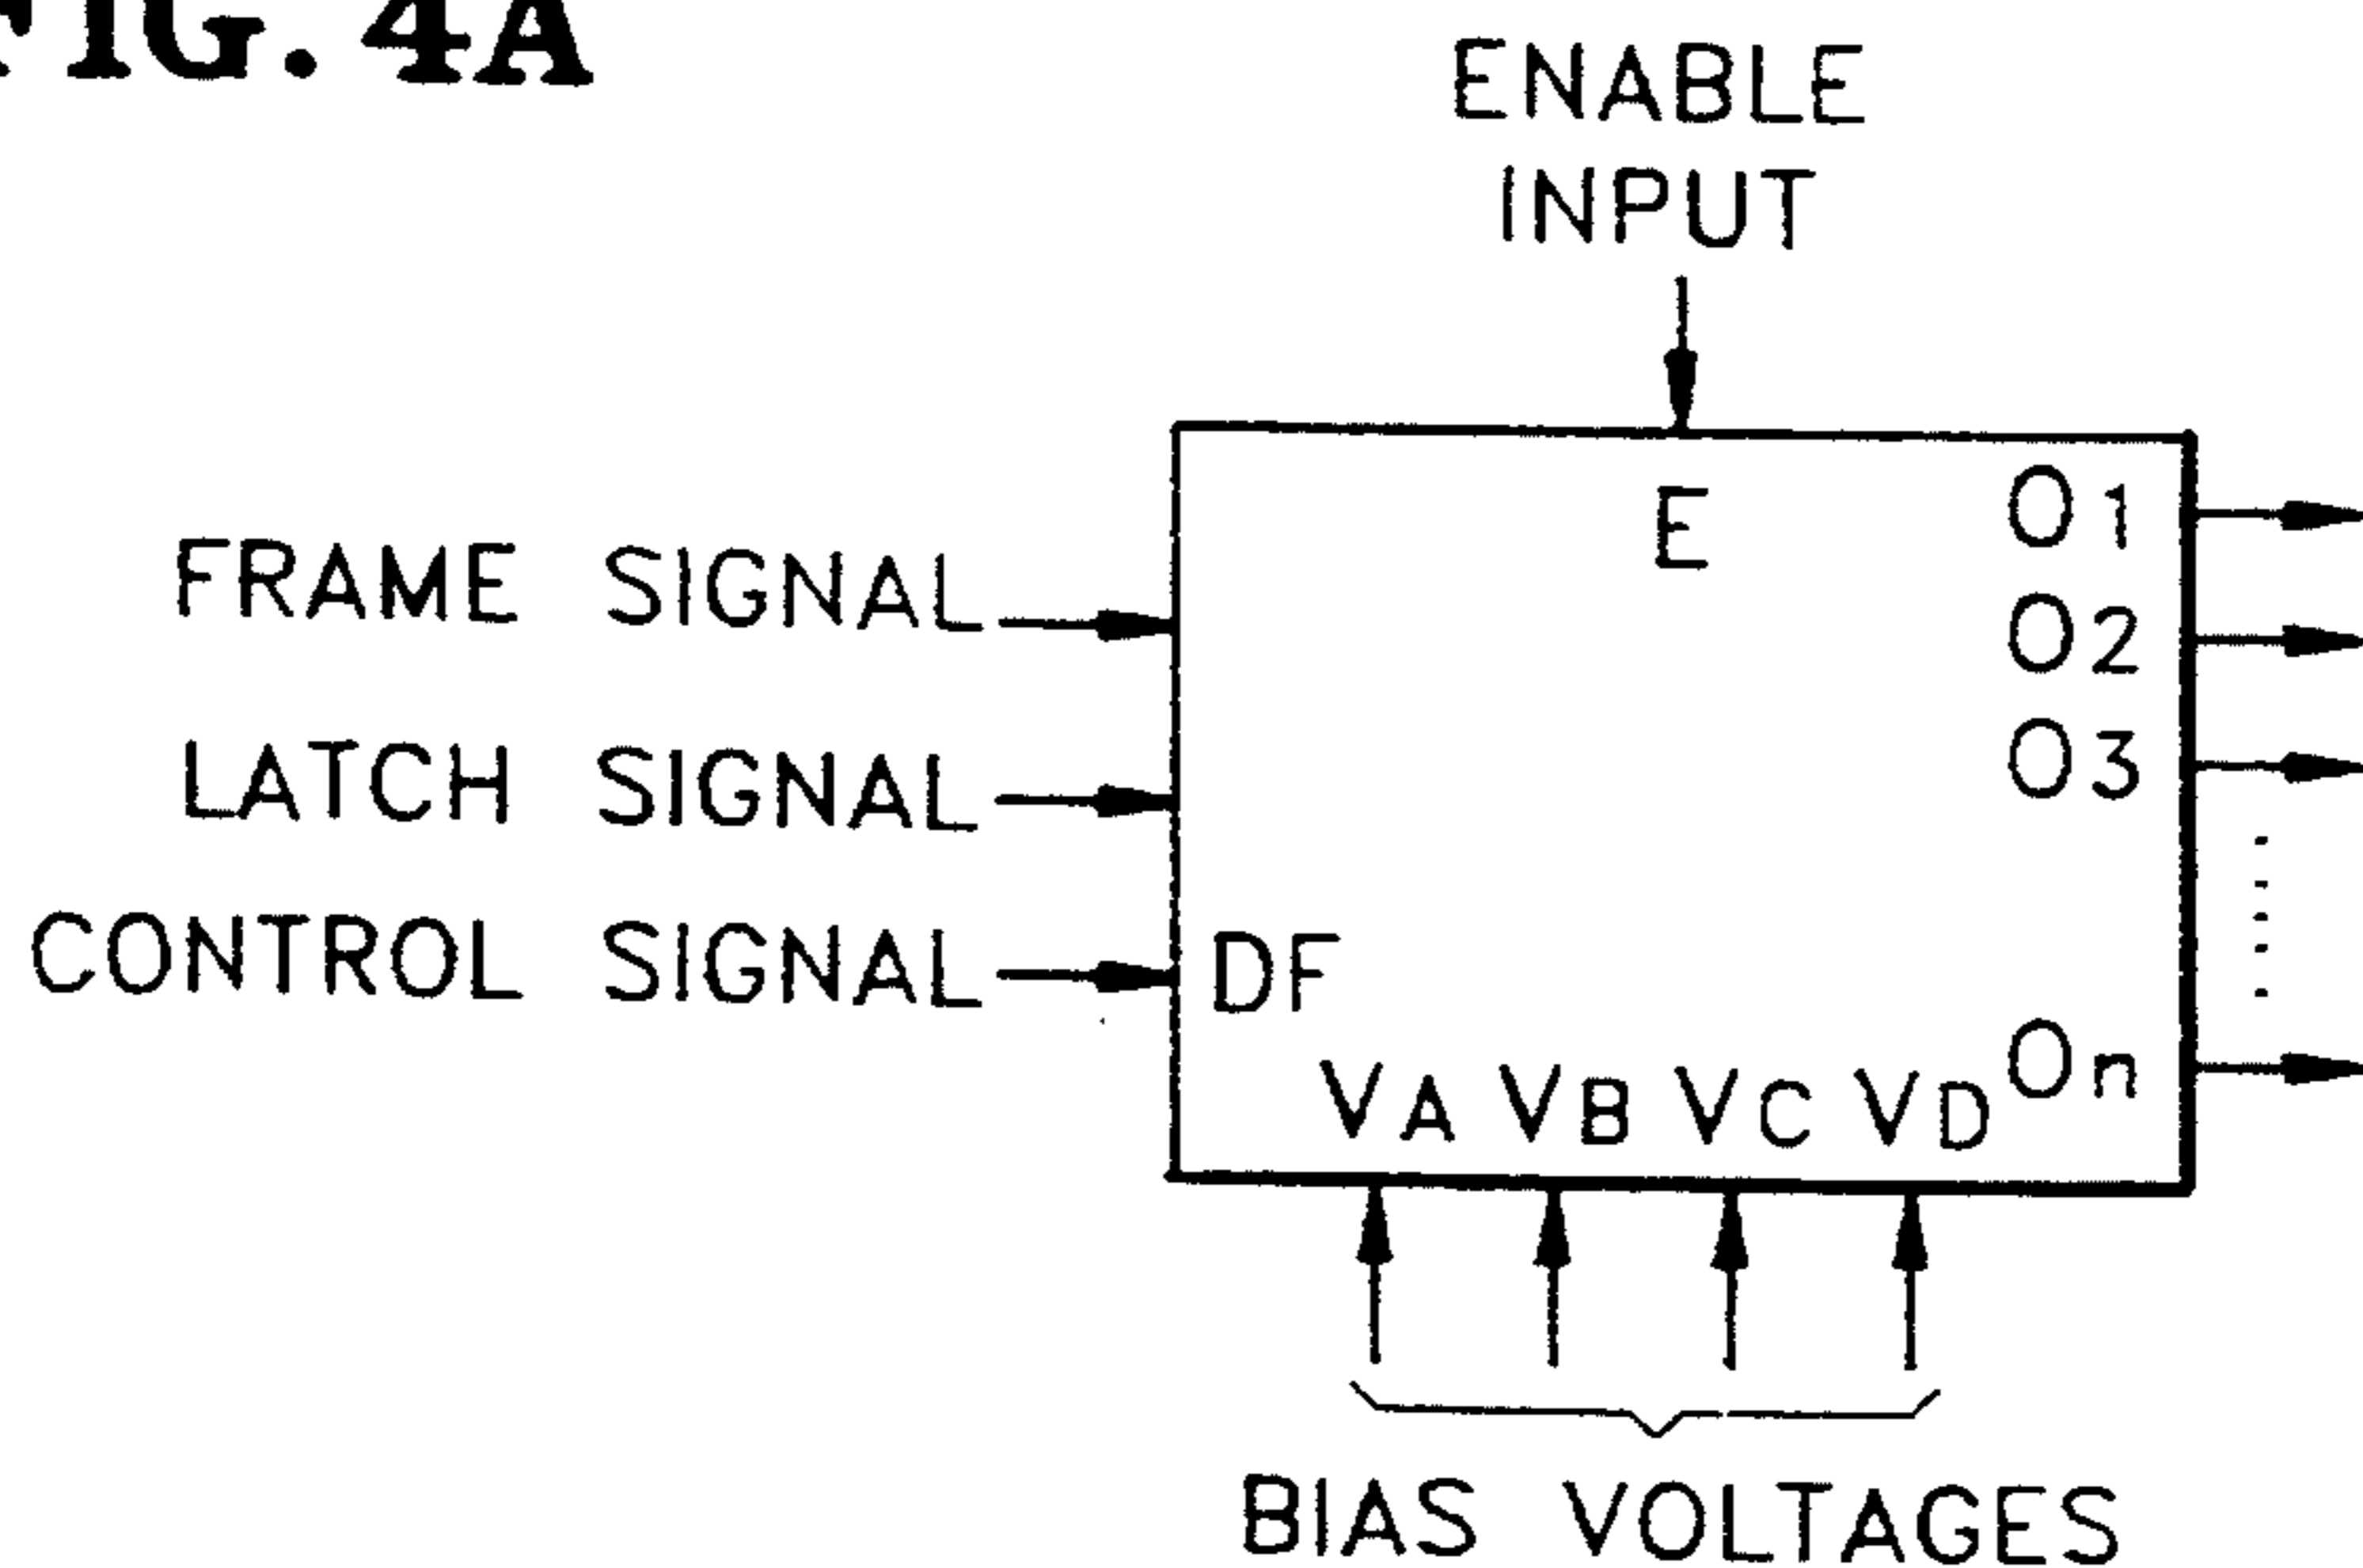 FIG. 4A
ENABLE
INPUT
E
O1
FRAME SIGNAL
O2
LATCH SIGNAL
O3
CONTROL SIGNAL
DF
On
VA VB VC VD
BIAS VOLTAGES